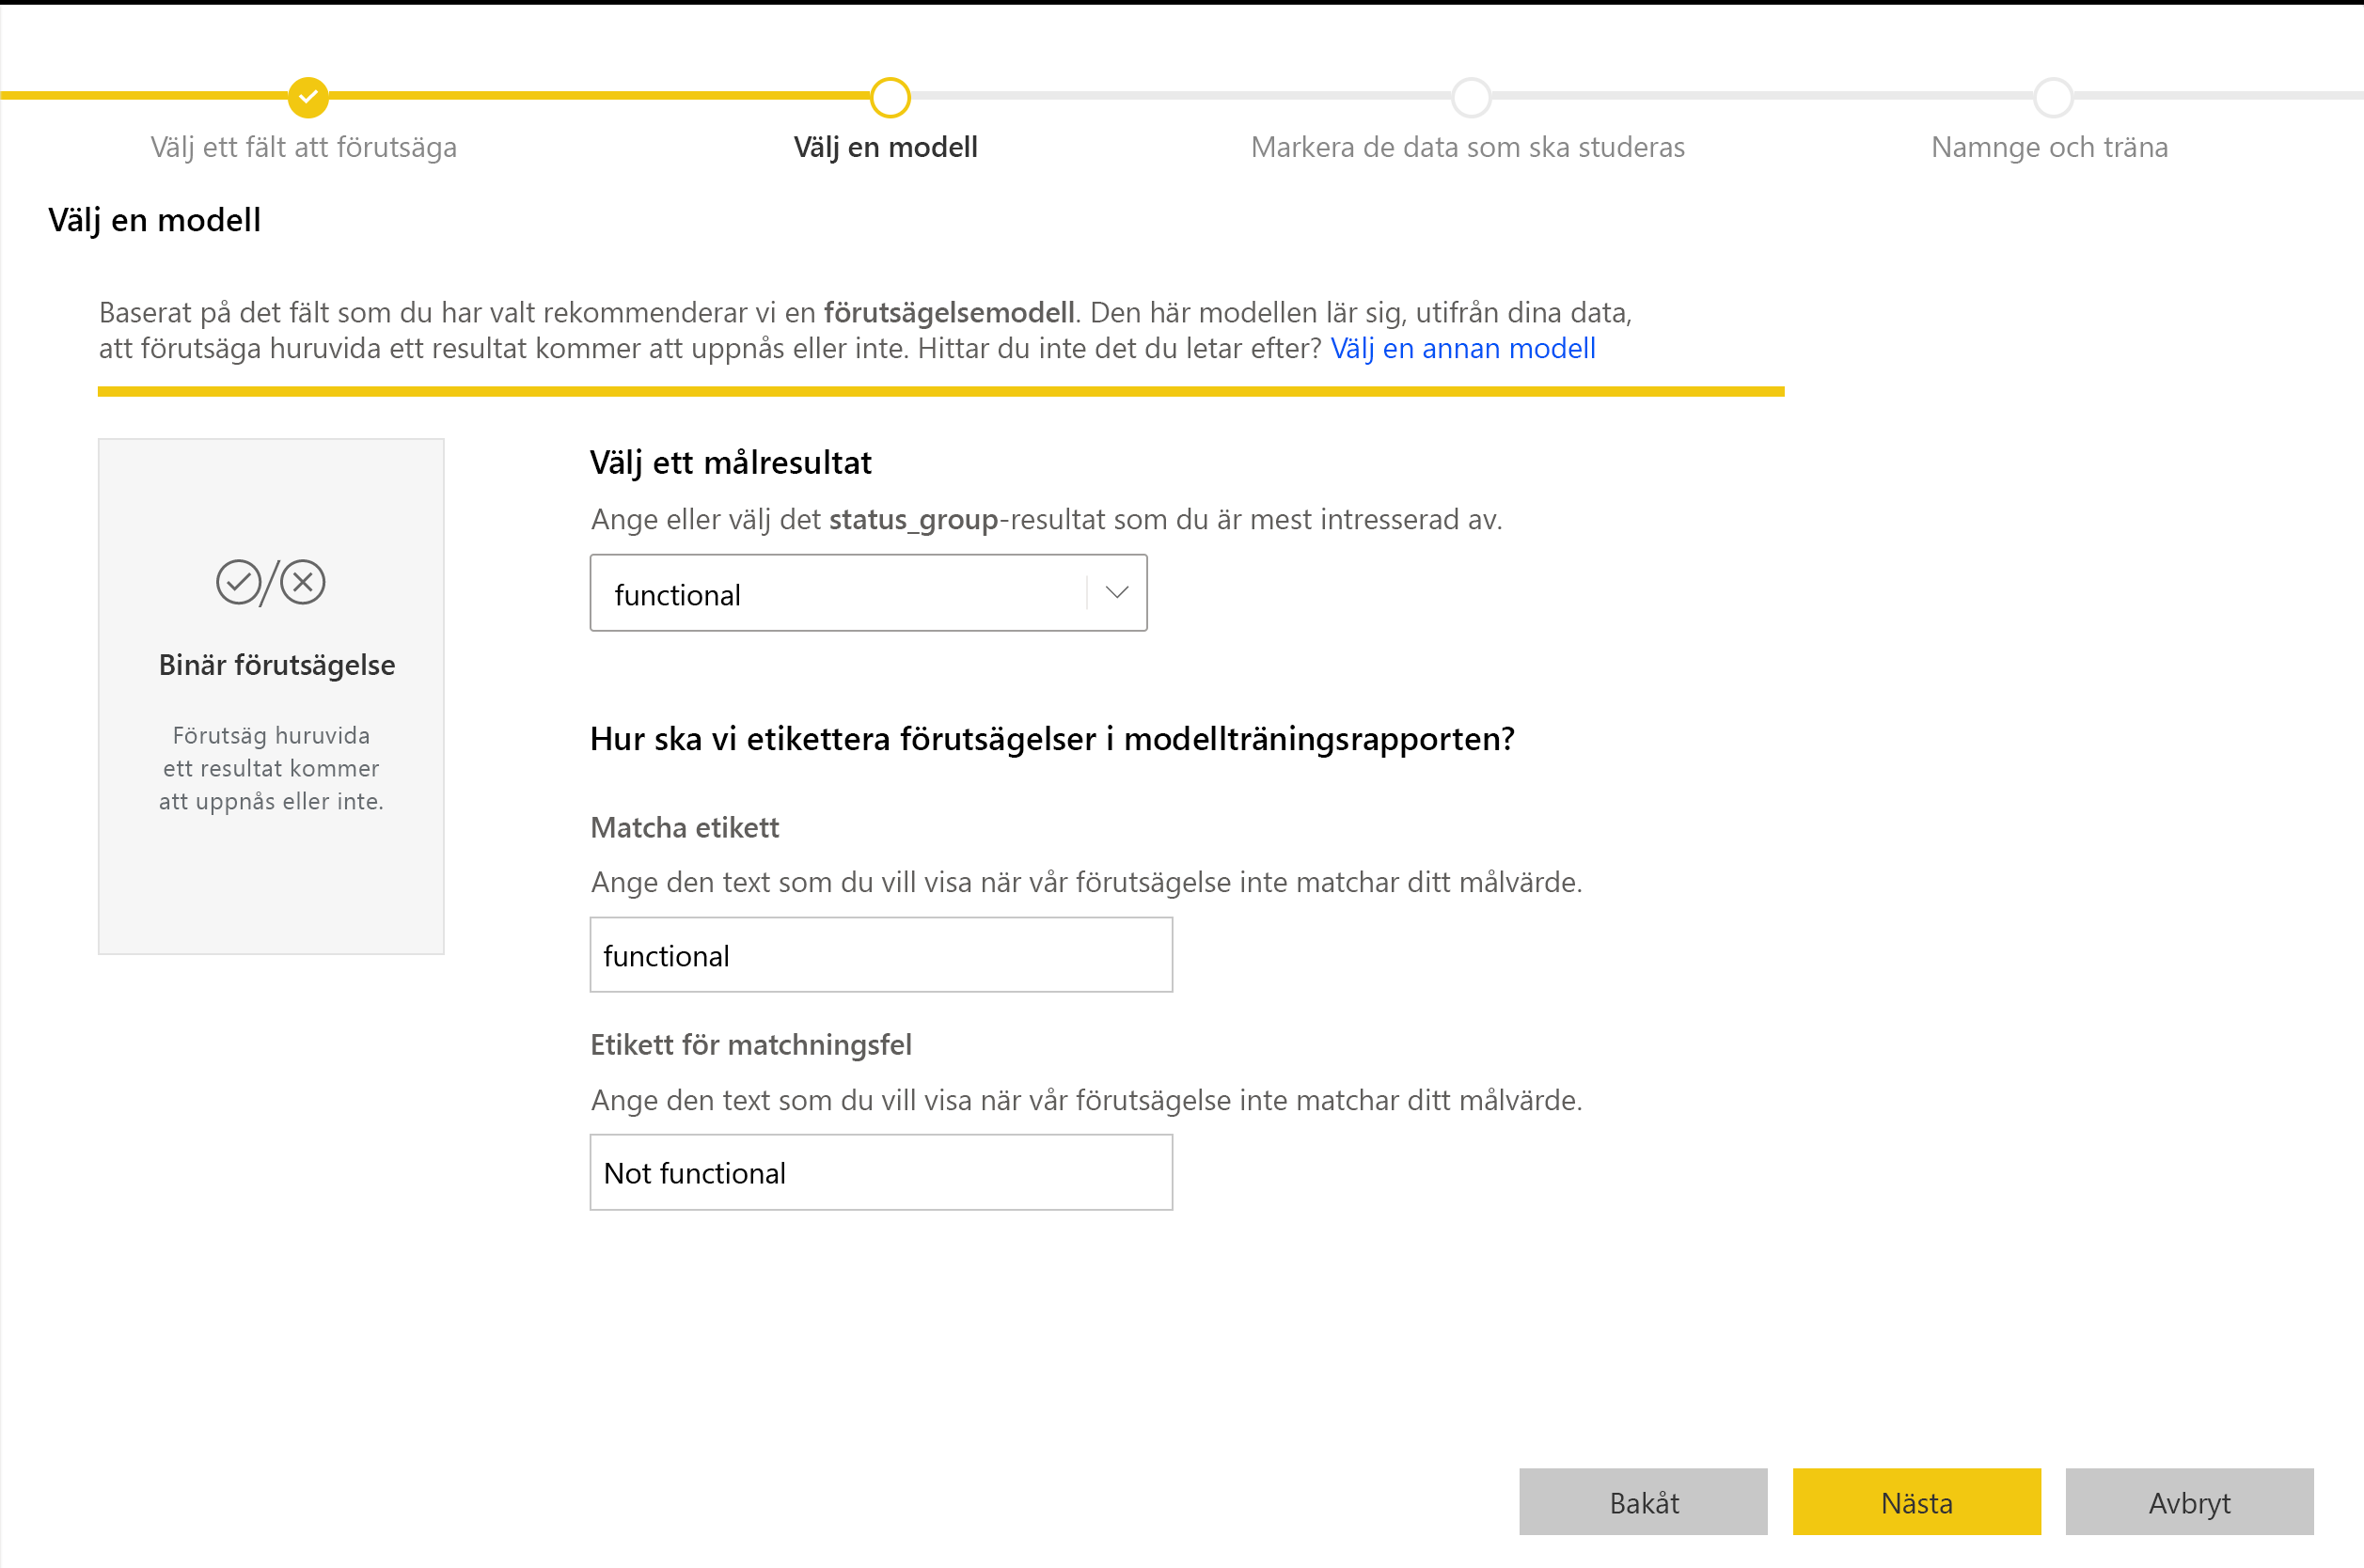 Välj ett fält att förutsäga
Välj en modell
Markera de data som ska studeras
Namnge och träna
Välj en modell
Baserat på det fält som du har valt rekommenderar vi en förutsägelsemodell. Den här modellen lär sig, utifrån dina data,
att förutsäga huruvida ett resultat kommer att uppnås eller inte. Hittar du inte det du letar efter? Välj en annan modell
Binär förutsägelse
Förutsäg huruvida
ett resultat kommer
att uppnås eller inte.
Välj ett målresultat
Ange eller välj det status_group-resultat som du är mest intresserad av.
functional
Hur ska vi etikettera förutsägelser i modellträningsrapporten?
Matcha etikett
Ange den text som du vill visa när vår förutsägelse inte matchar ditt målvärde.
functional
Etikett för matchningsfel
Ange den text som du vill visa när vår förutsägelse inte matchar ditt målvärde.
Not functional
Bakåt
Nästa
Avbryt